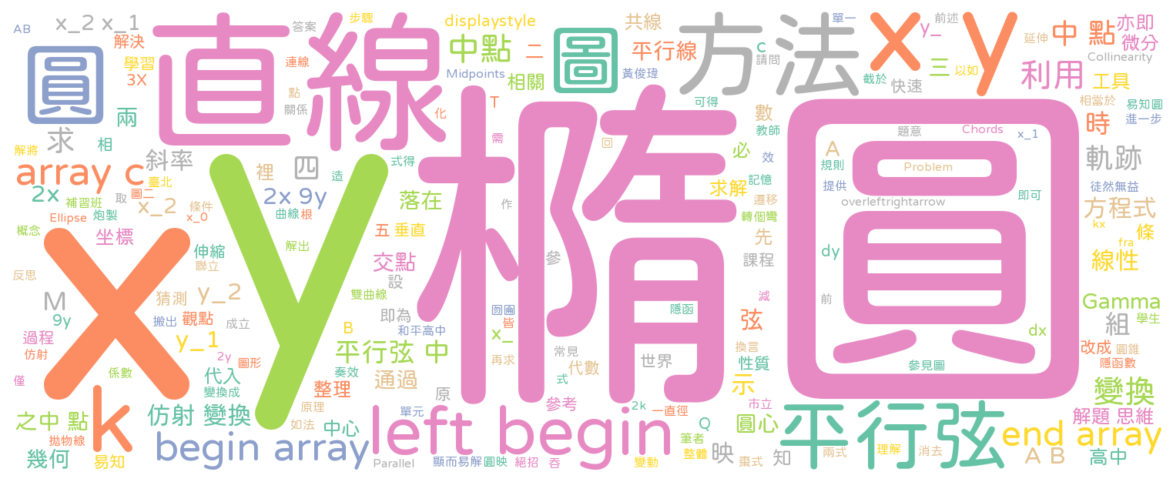 AB
x_2 x_1
答案
步驟
解決
連線
學習
3X
圓
直線
點
關係
兩
求
相
解將
斜率
array c
臺北
2x
補習班
取
圖二
條件
x_2
Ellipse
炮製
x_0
概念
坐標
伸縮
聯立
反思
x
M
猜測
y_2
9y
搬出
觀點
成立
過程
y_1
仿射
2y
圖形
僅
係數
代入
變換成
k
之中 點
仿射 變換
拋物線
幾何
易知
begin array
displaystyle
中點
二
Midpoints
相關
圖
共線
平行線
黃俊瑋
c
請問
方法
單一
截於
快速
x y
y_
前述
三
以如
延伸
中 點
亦即
微分
Collinearity
利用
工具
相當於
易知圓
進一步
T
化
需
可得
數
教師
時
題意
Chords
x_1
必
效
A
規則
Problem
軌跡
裡
四
式得
造
2x 9y
曲線
根
作
回
求解
記憶
遷移
提供
即可
徒然無益
落在
轉個彎
overleftrightarrow
方程式
kx
條
y
五
垂直
解出
橢圓
參
先
課程
dy
fra
線性
交點
設
雙曲線
減
前
Gamma
即為
囫圇
隱函
弦
組
學生
B
和平高中
皆
x_
換言
dx
平行弦 中
常見
世界
性質
改成
圓錐
奏效
再求
代數
參見圖
隱函數
整理
通過
式
示
變換
原理
原
單元
參考
2k
一直徑
市立
解題 思維
如法
中心
Q
圓心
平行弦
left begin
筆者
end array
映
知
理解
消去
兩式
Parallel
顯而易解
圓映
絕招
吞
變動
整體
棄式
A B
高中